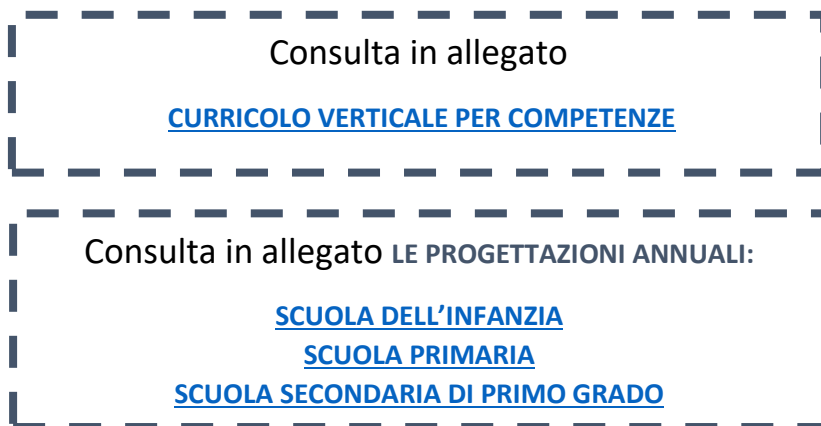 Consulta in allegato
CURRICOLO VERTICALE PER COMPETENZE
Consulta in allegato LE PROGETTAZIONI ANNUALI:
SCUOLA DELL’INFANZIA
SCUOLA PRIMARIA
SCUOLA SECONDARIA DI PRIMO GRADO